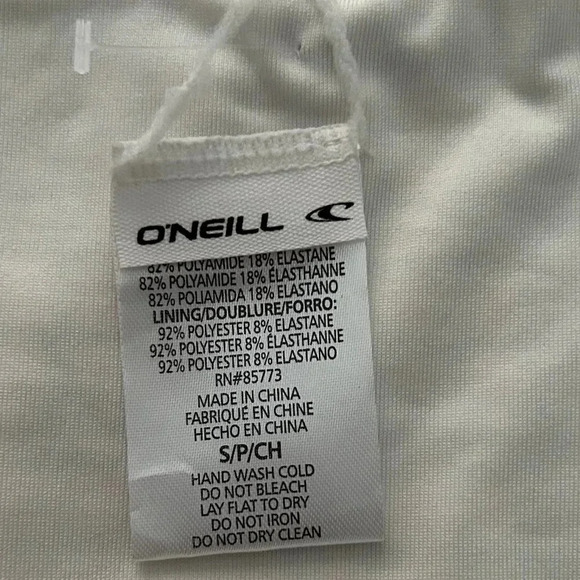 O'NEILL
82% POLYAMIDE 18% ELASTANE
82% POLYAMIDE 18% ÉLASTHANNE
82% POLIAMIDA 18% ELASTANO
LINING/DOUBLURE/FORRO:
92% POLYESTER 8% ELASTANE
92% POLYESTER 8% ÉLASTHANNE
92% POLYESTER 8% ELASTANO
RN#85773
MADE IN CHINA
FABRIQUÉ EN CHINE
HECHO EN CHINA
S/P/CH
HAND WASH COLD
DO NOT BLEACH
LAY FLAT TO DRY
DO NOT IRON
DO NOT DRY CLEAN